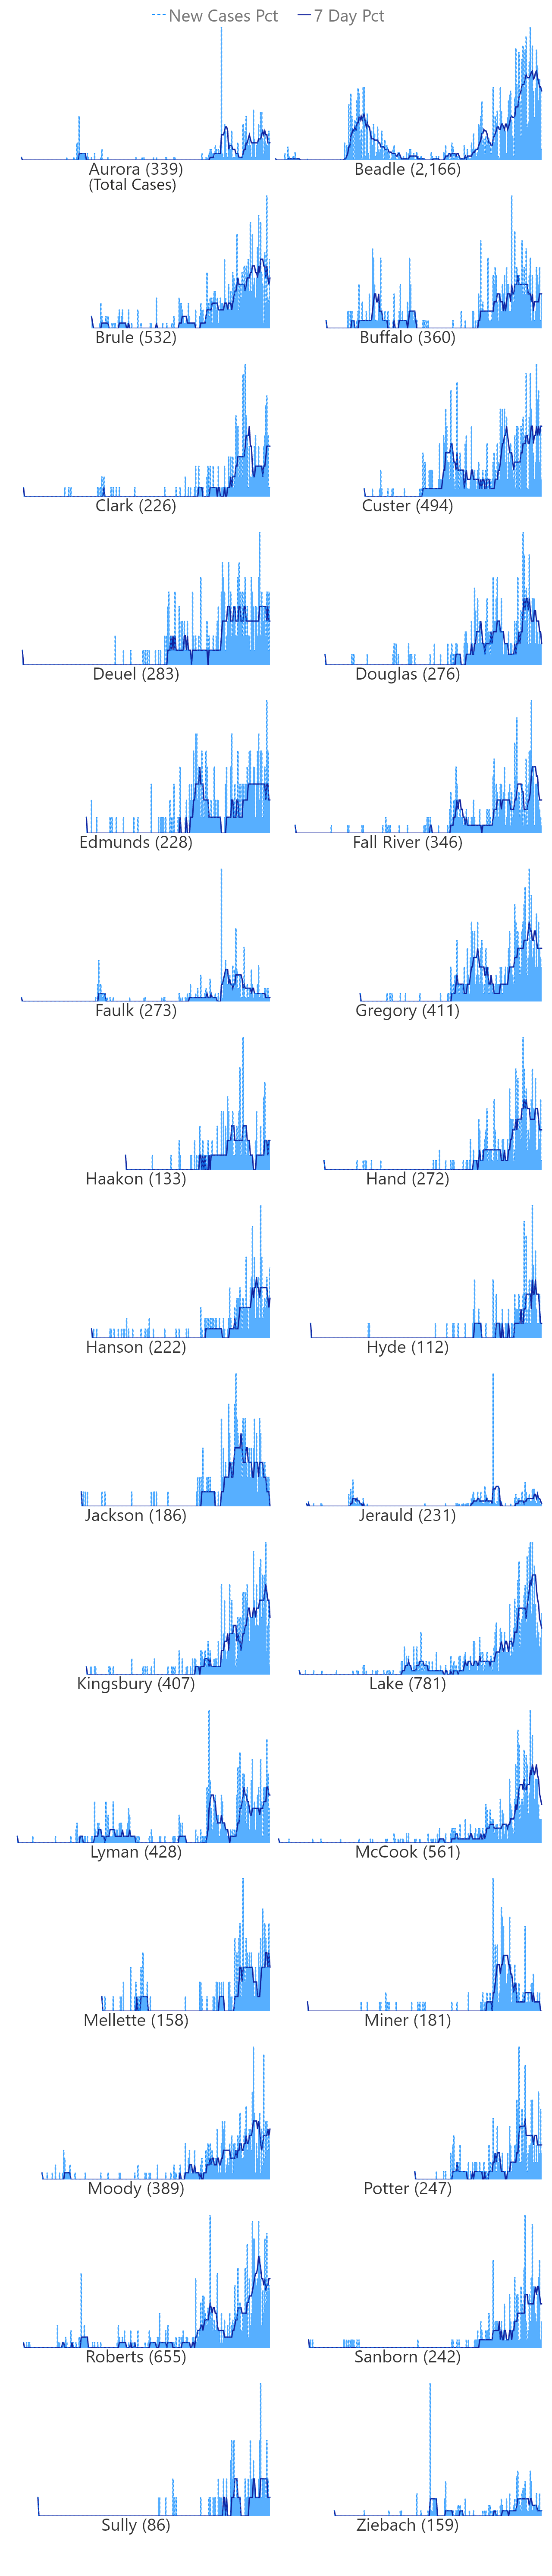 New Cases Pct 7 Day Pct
Aurora (339) Beadle (2,166)
(Total Cases)
Brule (532) Buffalo (360)
Clark (226) Custer (494)
Deuel (283) Douglas (276)
Edmunds (228) Fall River (346)
Faulk (273) Gregory (411)
Haakon (133) Hand (272)
Hanson (222) Hyde (112)
Jackson (186) Jerauld (231)
Kingsbury (407) Lake (781)
Lyman (428) McCook (561)
Mellette (158) Miner (181)
Moody (389) Potter (247)
Roberts (655) Sanborn (242)
Sully (86) Ziebach (159)